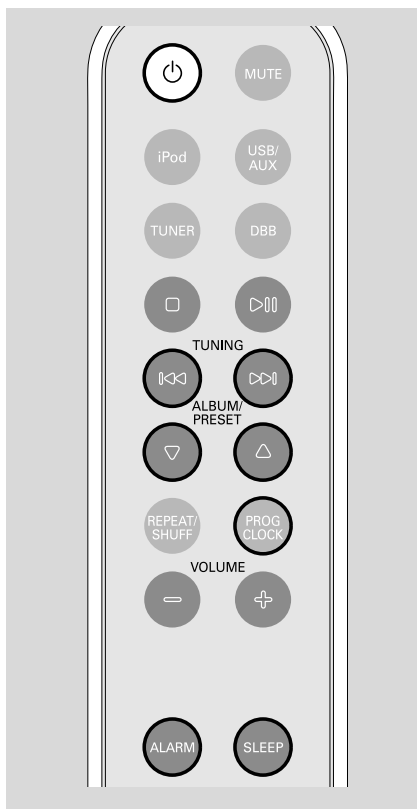 MUTE
iPod
USB/
AUX
TUNER
DBB
TUNING
ALBUM/
PRESET
REPEAT/
SHUFF
PROG
CLOCK
VOLUME
ALARM
SLEEP